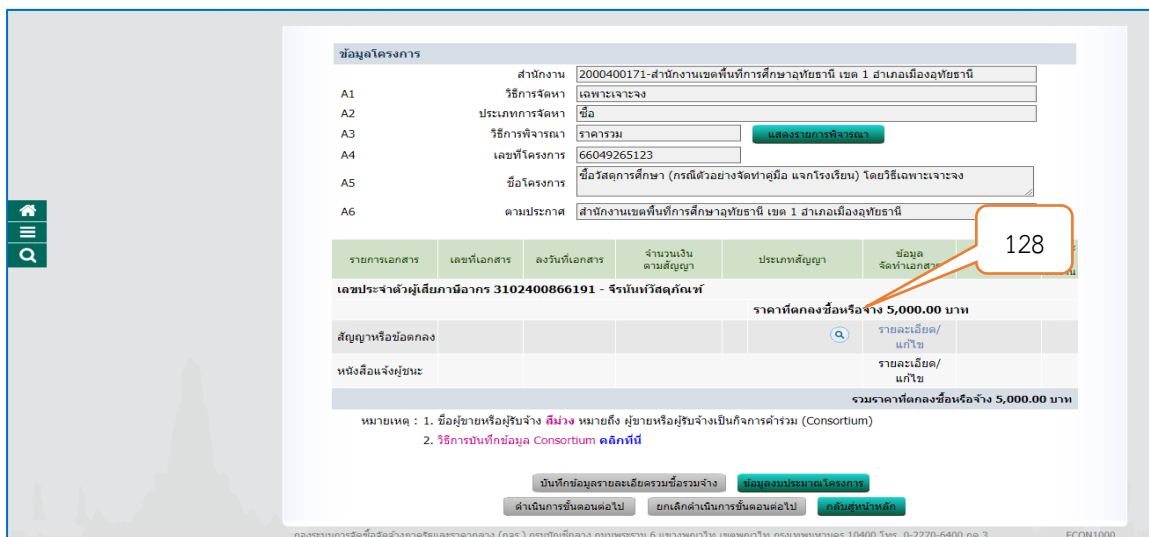 ข้อมูลโครงการ
สำนักงาน 2000400171-สำนักงานเขตพื้นที่การศึกษาอุทัยธานี เขต 1 อำเภอเมืองอุทัยธานี
A1 วิธีการจัดหา เฉพาะเจาะจง
A2 ประเภทการจัดหา ซื้อ
A3 วิธีการพิจารณา ราคารวม แสดงรายการพิจารณา
A4 เลขที่โครงการ 66049265123
A5 ชื่อโครงการ ซื้อวัสดุการศึกษา (กรณีตัวอย่างจัดทำคู่มือ แจกโรงเรียน) โดยวิธีเฉพาะเจาะจง
A6 ตามประกาศ สำนักงานเขตพื้นที่การศึกษาอุทัยธานี เขต 1 อำเภอเมืองอุทัยธานี
128
รายการเอกสาร เลขที่เอกสาร ลงวันที่เอกสาร จำนวนเงินตามสัญญา ประเภทสัญญา ข้อมูลจัดทำเอกสาร
เลขประจำตัวผู้เสียภาษีอากร 3102400866191 - จีรนันท์วัสดุภัณฑ์
ราคาที่ตกลงซื้อหรือจ้าง 5,000.00 บาท
สัญญาหรือข้อตกลง รายละเอียด/แก้ไข
หนังสือแจ้งผู้ชนะ รายละเอียด/แก้ไข
รวมราคาที่ตกลงซื้อหรือจ้าง 5,000.00 บาท
หมายเหตุ : 1. ชื่อผู้ขายหรือผู้รับจ้าง สีม่วง หมายถึง ผู้ขายหรือผู้รับจ้างเป็นกิจการค้าร่วม (Consortium)
2. วิธีการบันทึกข้อมูล Consortium คลิกที่นี่
บันทึกข้อมูลรายละเอียดรวมซื้อรวมจ้าง ข้อมูลงบประมาณโครงการ
ดำเนินการขั้นตอนต่อไป ยกเลิกดำเนินการขั้นตอนต่อไป กลับสู่หน้าหลัก